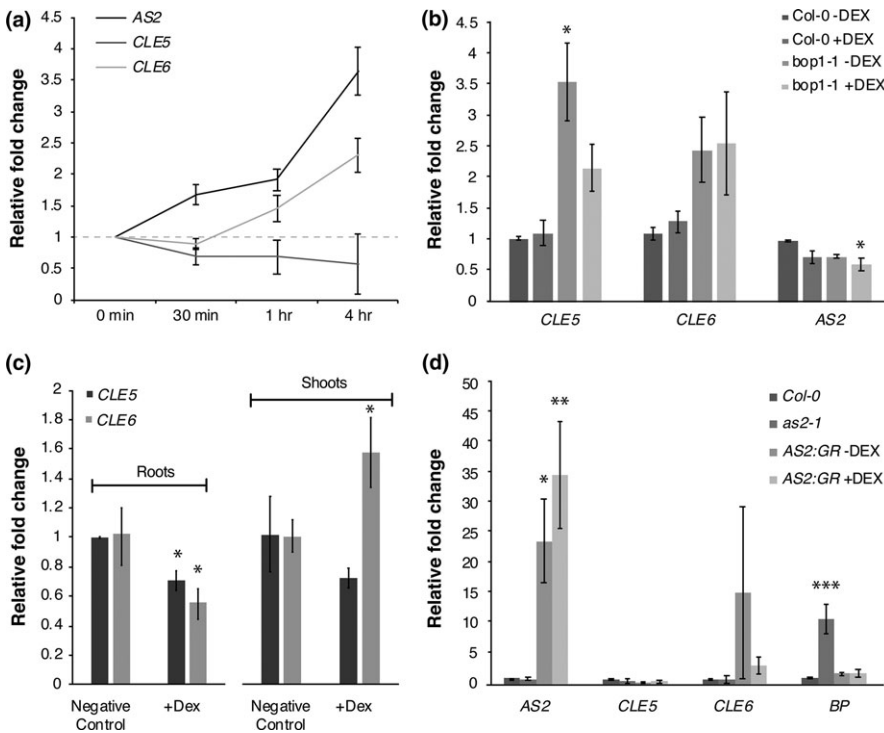 (a)
AS2
CLE5
CLE6
Relative fold change
4.5
4
3.5
3
2.5
2
1.5
1
0.5
0
0 min 30 min 1 hr 4 hr
(b)
Col-0 -DEX
Col-0 +DEX
bop1-1 -DEX
bop1-1 +DEX
Relative fold change
4.5
4
3.5
3
2.5
2
1.5
1
0.5
0
*
*
CLE5 CLE6 AS2
(c)
CLE5
CLE6
Relative fold change
2
1.8
1.6
1.4
1.2
1
0.8
0.6
0.4
0.2
0
Roots
Shoots
* *
*
Negative Control +Dex Negative Control +Dex
(d)
Col-0
as2-1
AS2:GR -DEX
AS2:GR +DEX
Relative fold change
50
45
40
35
30
25
20
15
10
5
0
* **
***
AS2 CLE5 CLE6 BP